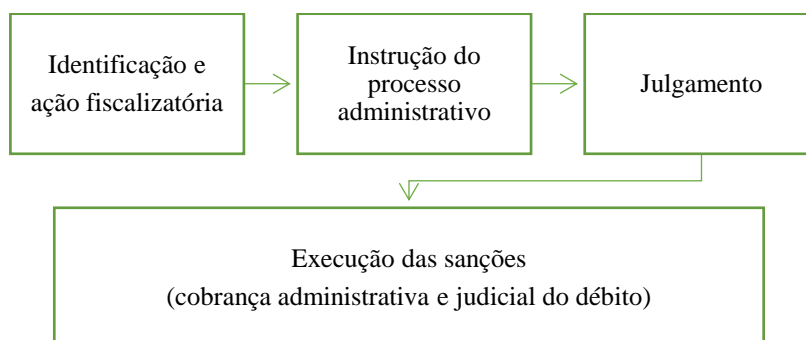 Identificação e
ação fiscalizatória
Instrução do
processo
administrativo
Julgamento
Execução das sanções
(cobrança administrativa e judicial do débito)